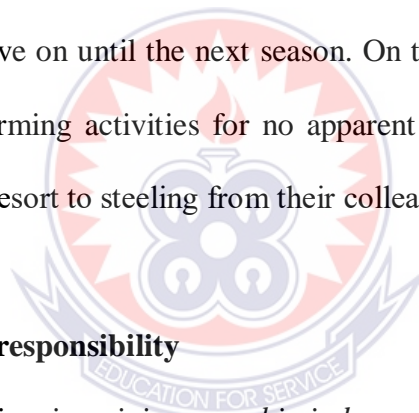 ve on until the next season. On t
rming activities for no apparent
esort to steeling from their collea
responsibility
EDUCATION FOR SERVICE